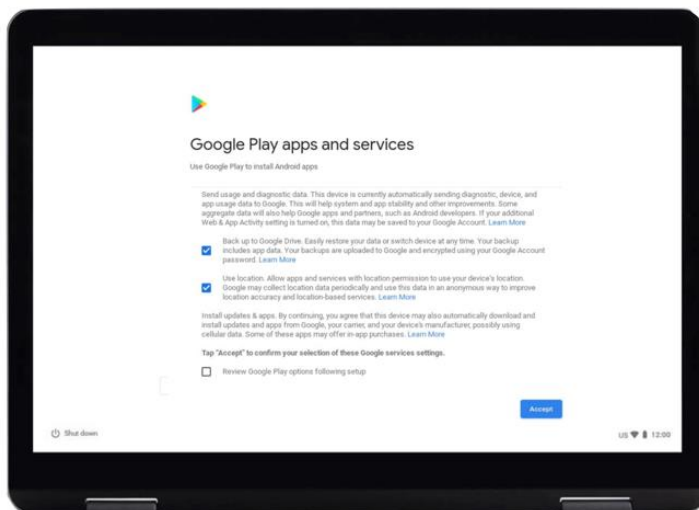 Google Play apps and services
Use Google Play to install Android apps
Send usage and diagnostic data. This device is currently automatically sending diagnostic, device, and
app usage data to Google. This will help system and app stability and other improvements. Some
aggregate data will also help Google apps and partners, such as Android developers. If your additional
Web & App Activity setting is turned on, this data may be saved to your Google Account. Learn More
Back up to Google Drive. Easily restore your data or switch device at any time. Your backup
includes app data. Your backups are uploaded to Google and encrypted using your Google Account
password. Learn More
Use location. Allow apps and services with location permission to use your device's location.
Google may collect location data periodically and use this data in an anonymous way to improve
location accuracy and location-based services. Learn More
Install updates & apps. By continuing, you agree that this device may also automatically download and
install updates and apps from Google, your carrier, and your device's manufacturer, possibly using
cellular data. Some of these apps may offer in-app purchases. Learn More
Tap "Accept" to confirm your selection of these Google services settings.
Review Google Play options following setup
Accept
Shut down
US 12:00